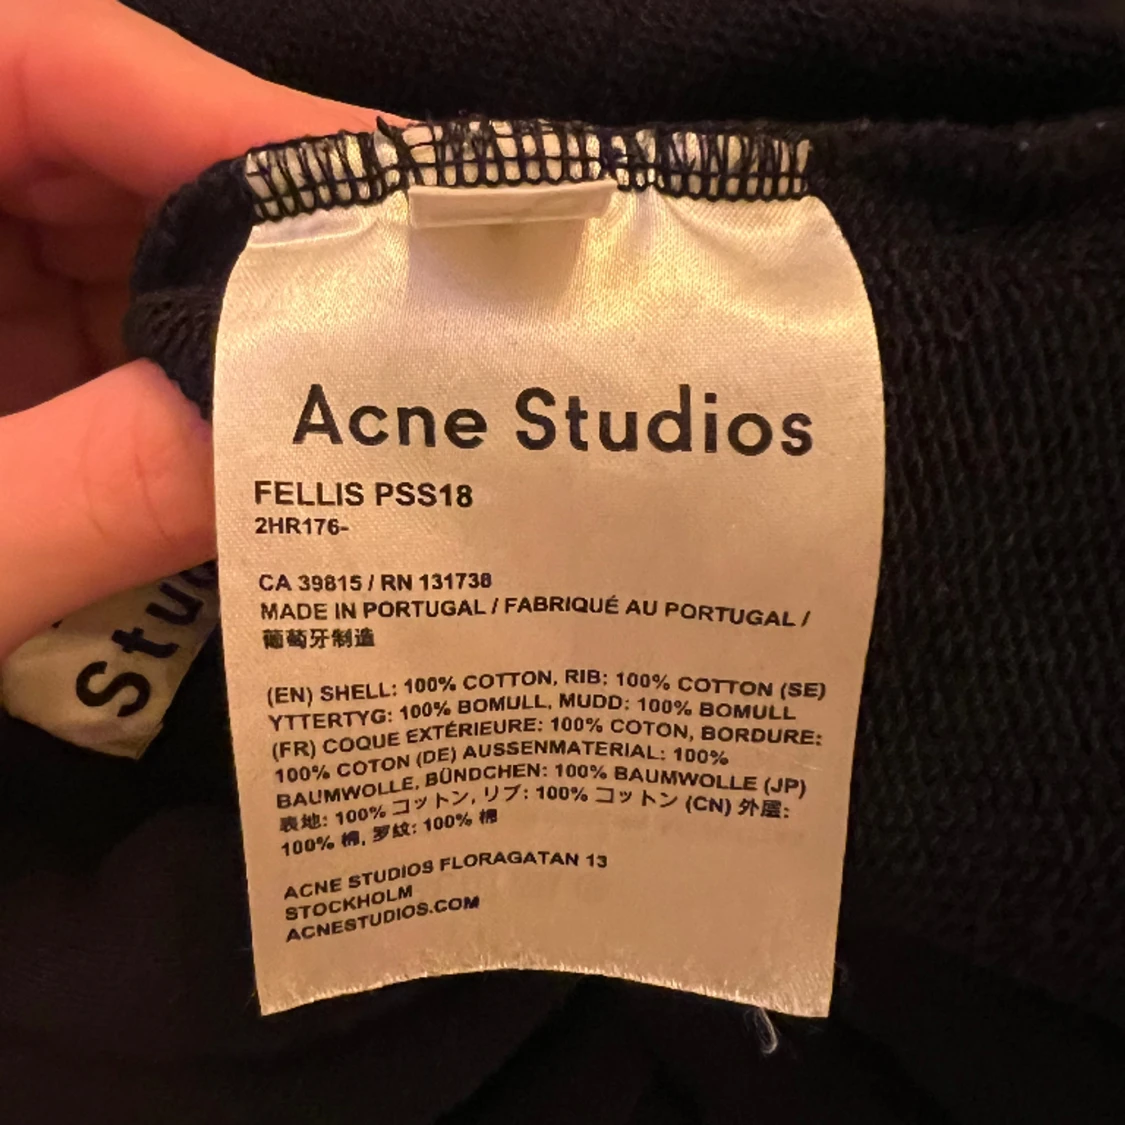 Acne Studios
FELLIS PSS18
2HR176-
CA 39815 / RN 131738
MADE IN PORTUGAL / FABRIQUÉ AU PORTUGAL /
葡萄牙制造
(EN) SHELL: 100% COTTON, RIB: 100% COTTON (SE)
YTTERTYG: 100% BOMULL, MUDD: 100% BOMULL
(FR) COQUE EXTÉRIEURE: 100% COTON, BORDURE:
100% COTON (DE) AUSSENMATERIAL: 100%
BAUMWOLLE, BÜNDCHEN: 100% BAUMWOLLE (JP)
表地: 100% コットン, リブ: 100% コットン (CN) 外层:
100% 棉, 罗纹: 100% 棉
ACNE STUDIOS FLORAGATAN 13
STOCKHOLM
ACNESTUDIOS.COM
Stu